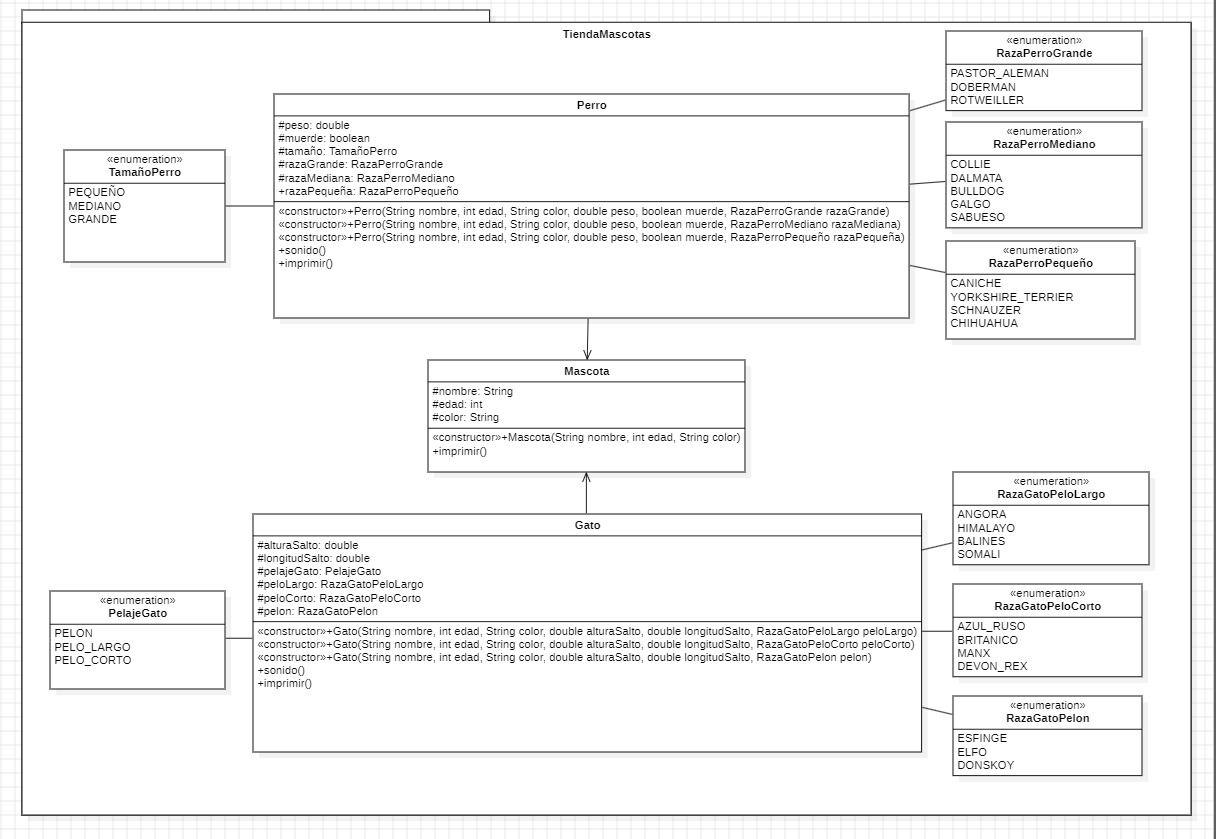 TiendaMascotas
«enumeration»
RazaPerroGrande
PASTOR_ALEMAN
DOBERMAN
ROTWEILLER
Perro
#peso: double
#muerde: boolean
#tamaño: TamañoPerro
#razaGrande: RazaPerroGrande
#razaMediana: RazaPerroMediano
+razaPequeña: RazaPerroPequeño
«constructor»+Perro(String nombre, int edad, String color, double peso, boolean muerde, RazaPerroGrande razaGrande)
«constructor»+Perro(String nombre, int edad, String color, double peso, boolean muerde, RazaPerroMediano razaMediana)
«constructor»+Perro(String nombre, int edad, String color, double peso, boolean muerde, RazaPerroPequeño razaPequeña)
+sonido()
+imprimir()
«enumeration»
RazaPerroMediano
COLLIE
DALMATA
BULLDOG
GALGO
SABUESO
«enumeration»
TamañoPerro
PEQUEÑO
MEDIANO
GRANDE
«enumeration»
RazaPerroPequeño
CANICHE
YORKSHIRE_TERRIER
SCHNAUZER
CHIHUAHUA
Mascota
#nombre: String
#edad: int
#color: String
«constructor»+Mascota(String nombre, int edad, String color)
+imprimir()
«enumeration»
RazaGatoPeloLargo
ANGORA
HIMALAYO
BALINES
SOMALI
Gato
#alturaSalto: double
#longitudSalto: double
#pelajeGato: PelajeGato
#peloLargo: RazaGatoPeloLargo
#peloCorto: RazaGatoPeloCorto
#pelon: RazaGatoPelon
«constructor»+Gato(String nombre, int edad, String color, double alturaSalto, double longitudSalto, RazaGatoPeloLargo peloLargo)
«constructor»+Gato(String nombre, int edad, String color, double alturaSalto, double longitudSalto, RazaGatoPeloCorto peloCorto)
«constructor»+Gato(String nombre, int edad, String color, double alturaSalto, double longitudSalto, RazaGatoPelon pelon)
+sonido()
+imprimir()
«enumeration»
PelajeGato
PELON
PELO_LARGO
PELO_CORTO
«enumeration»
RazaGatoPeloCorto
AZUL_RUSO
BRITANICO
MANX
DEVON_REX
«enumeration»
RazaGatoPelon
ESFINGE
ELFO
DONSKOY